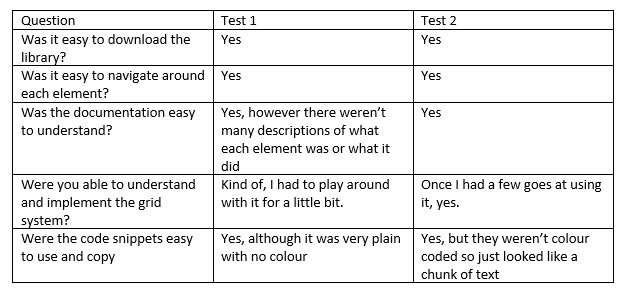 Question
Test 1
Test 2
Was it easy to download the
library?
Yes
Yes
Was it easy to navigate around
each element?
Yes
Yes
Was the documentation easy
to understand?
Yes, however there weren't
many descriptions of what
each element was or what it
did
Yes
Were you able to understand
and implement the grid
system?
Kind of, I had to play around
with it for a little bit.
Once I had a few goes at using
it, yes.
Were the code snippets easy
to use and copy
Yes, although it was very plain
with no colour
Yes, but they weren't colour
coded so just looked like a
chunk of text